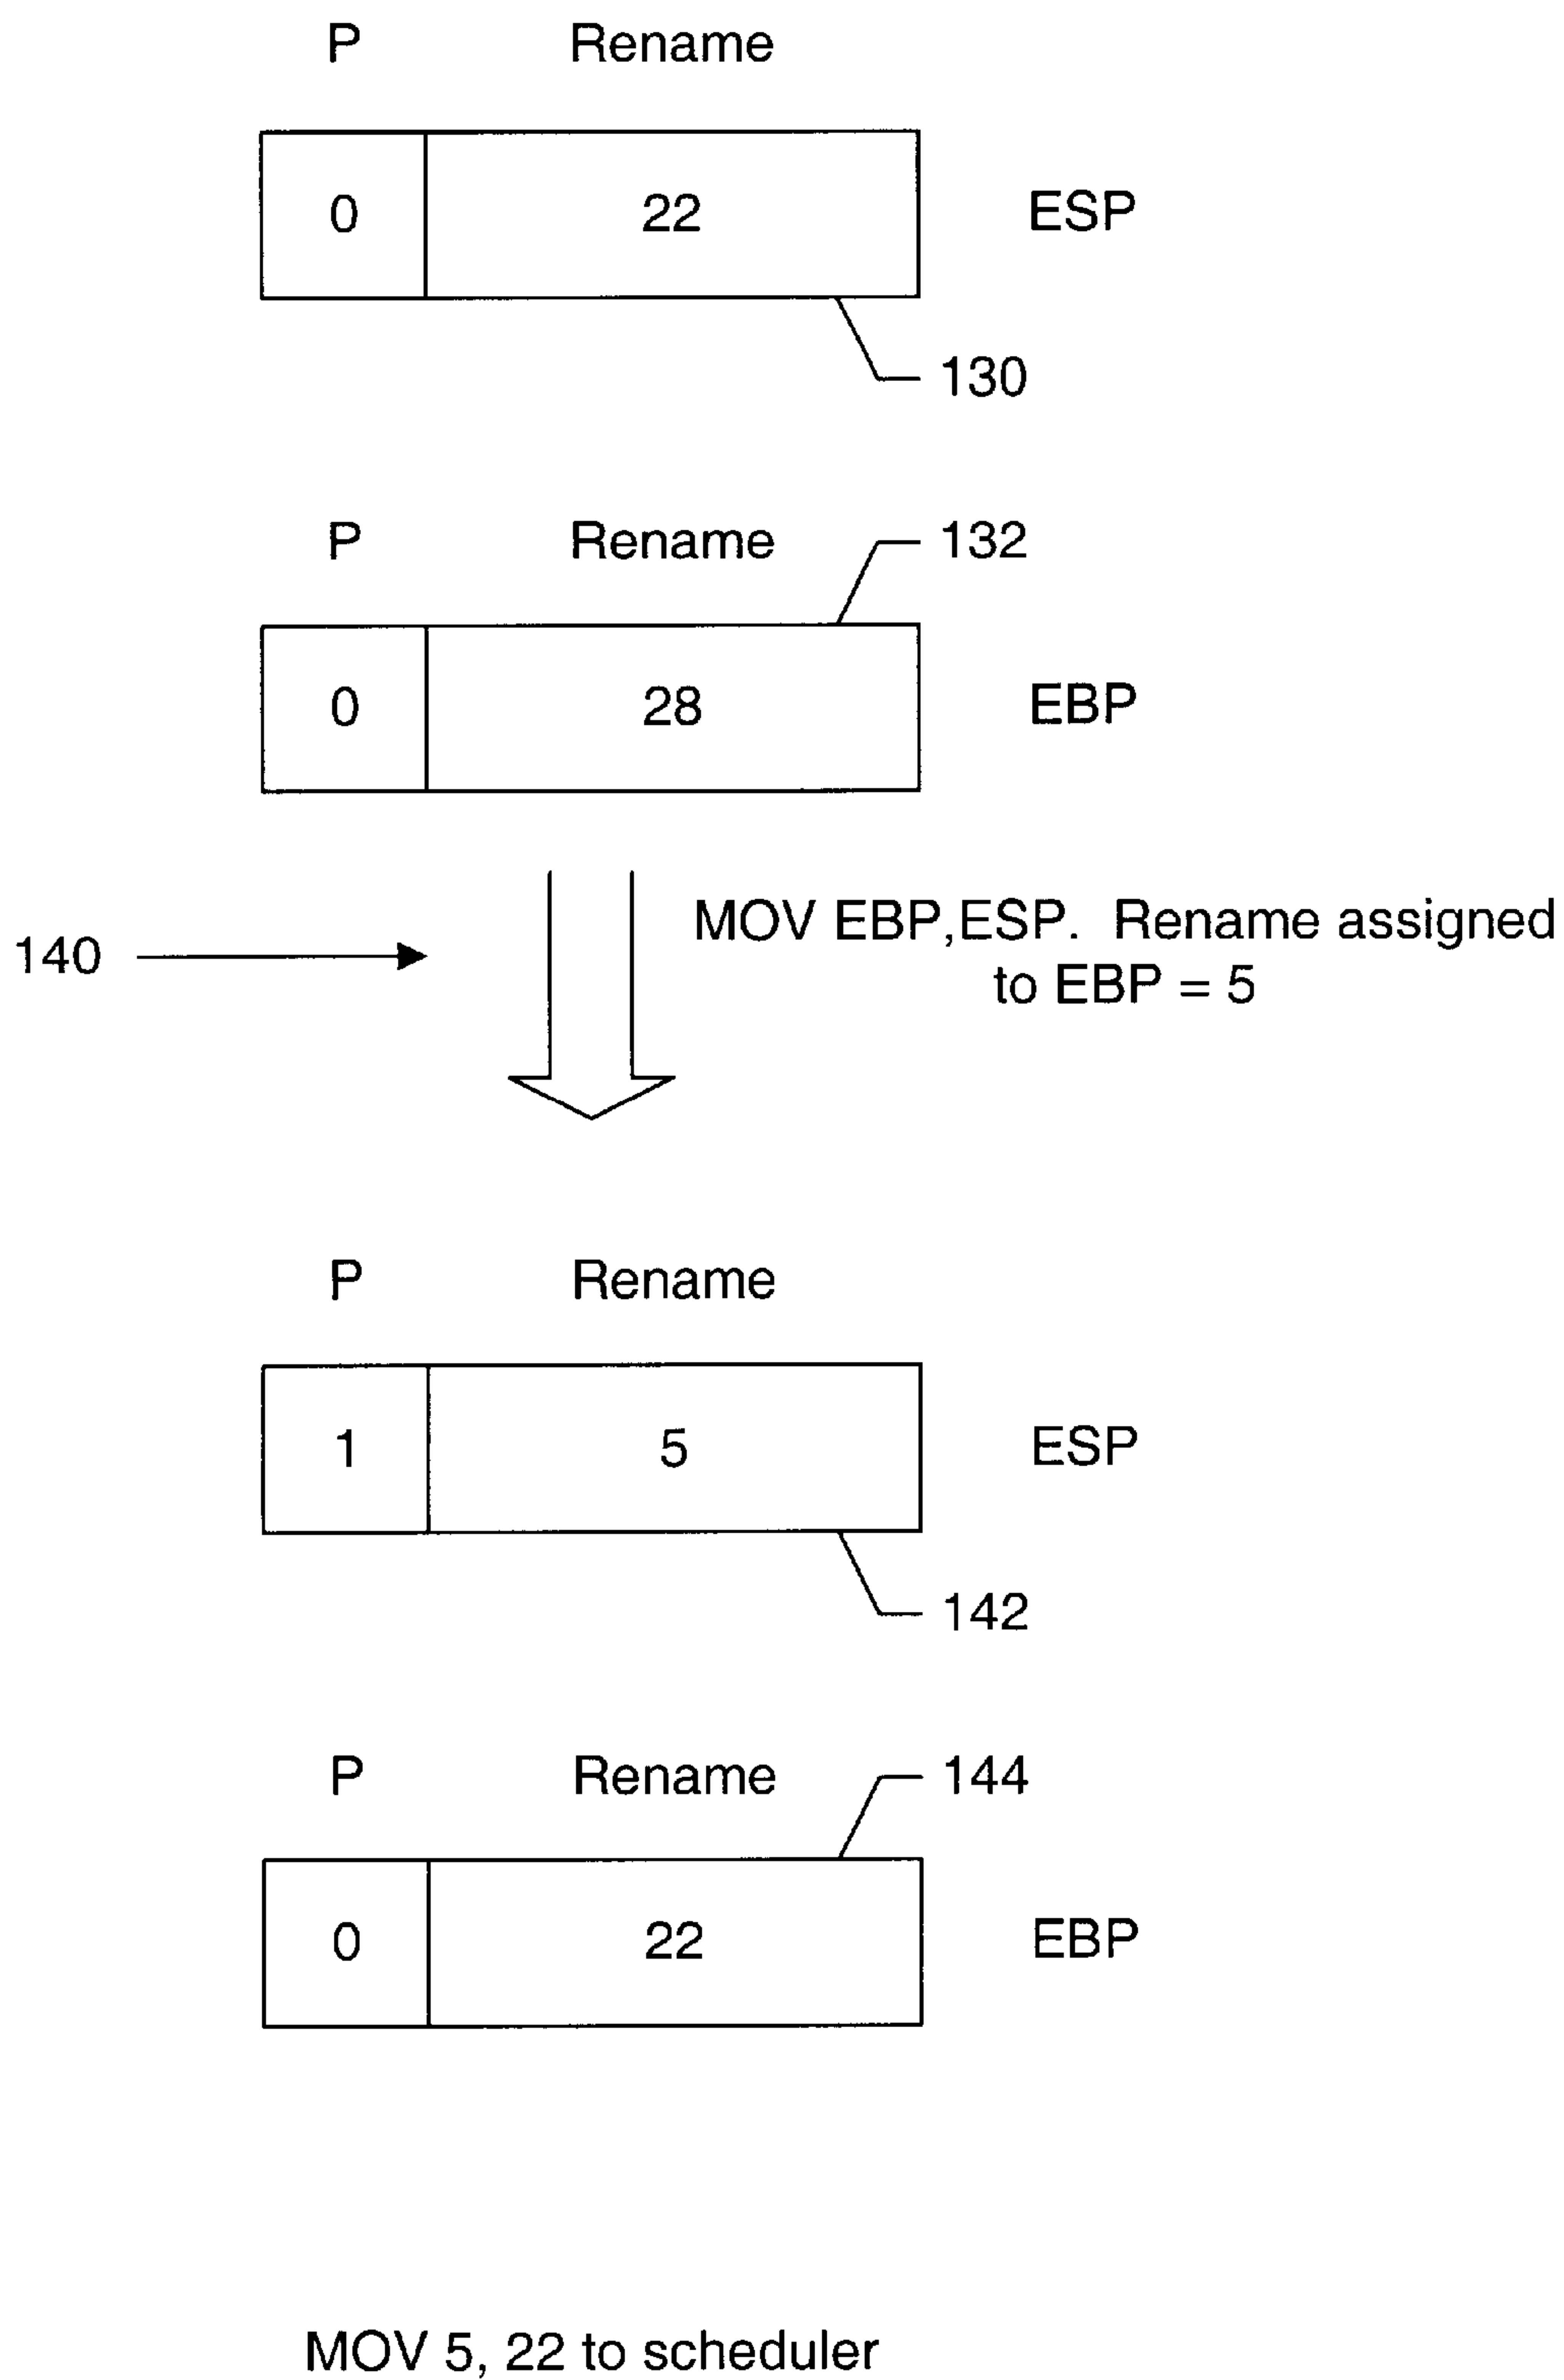 P Rename
0 22 ESP
130
P Rename 132
0 28 EBP
140
MOV EBP,ESP. Rename assigned
to EBP = 5
P Rename
1 5 ESP
142
P Rename 144
0 22 EBP
MOV 5, 22 to scheduler